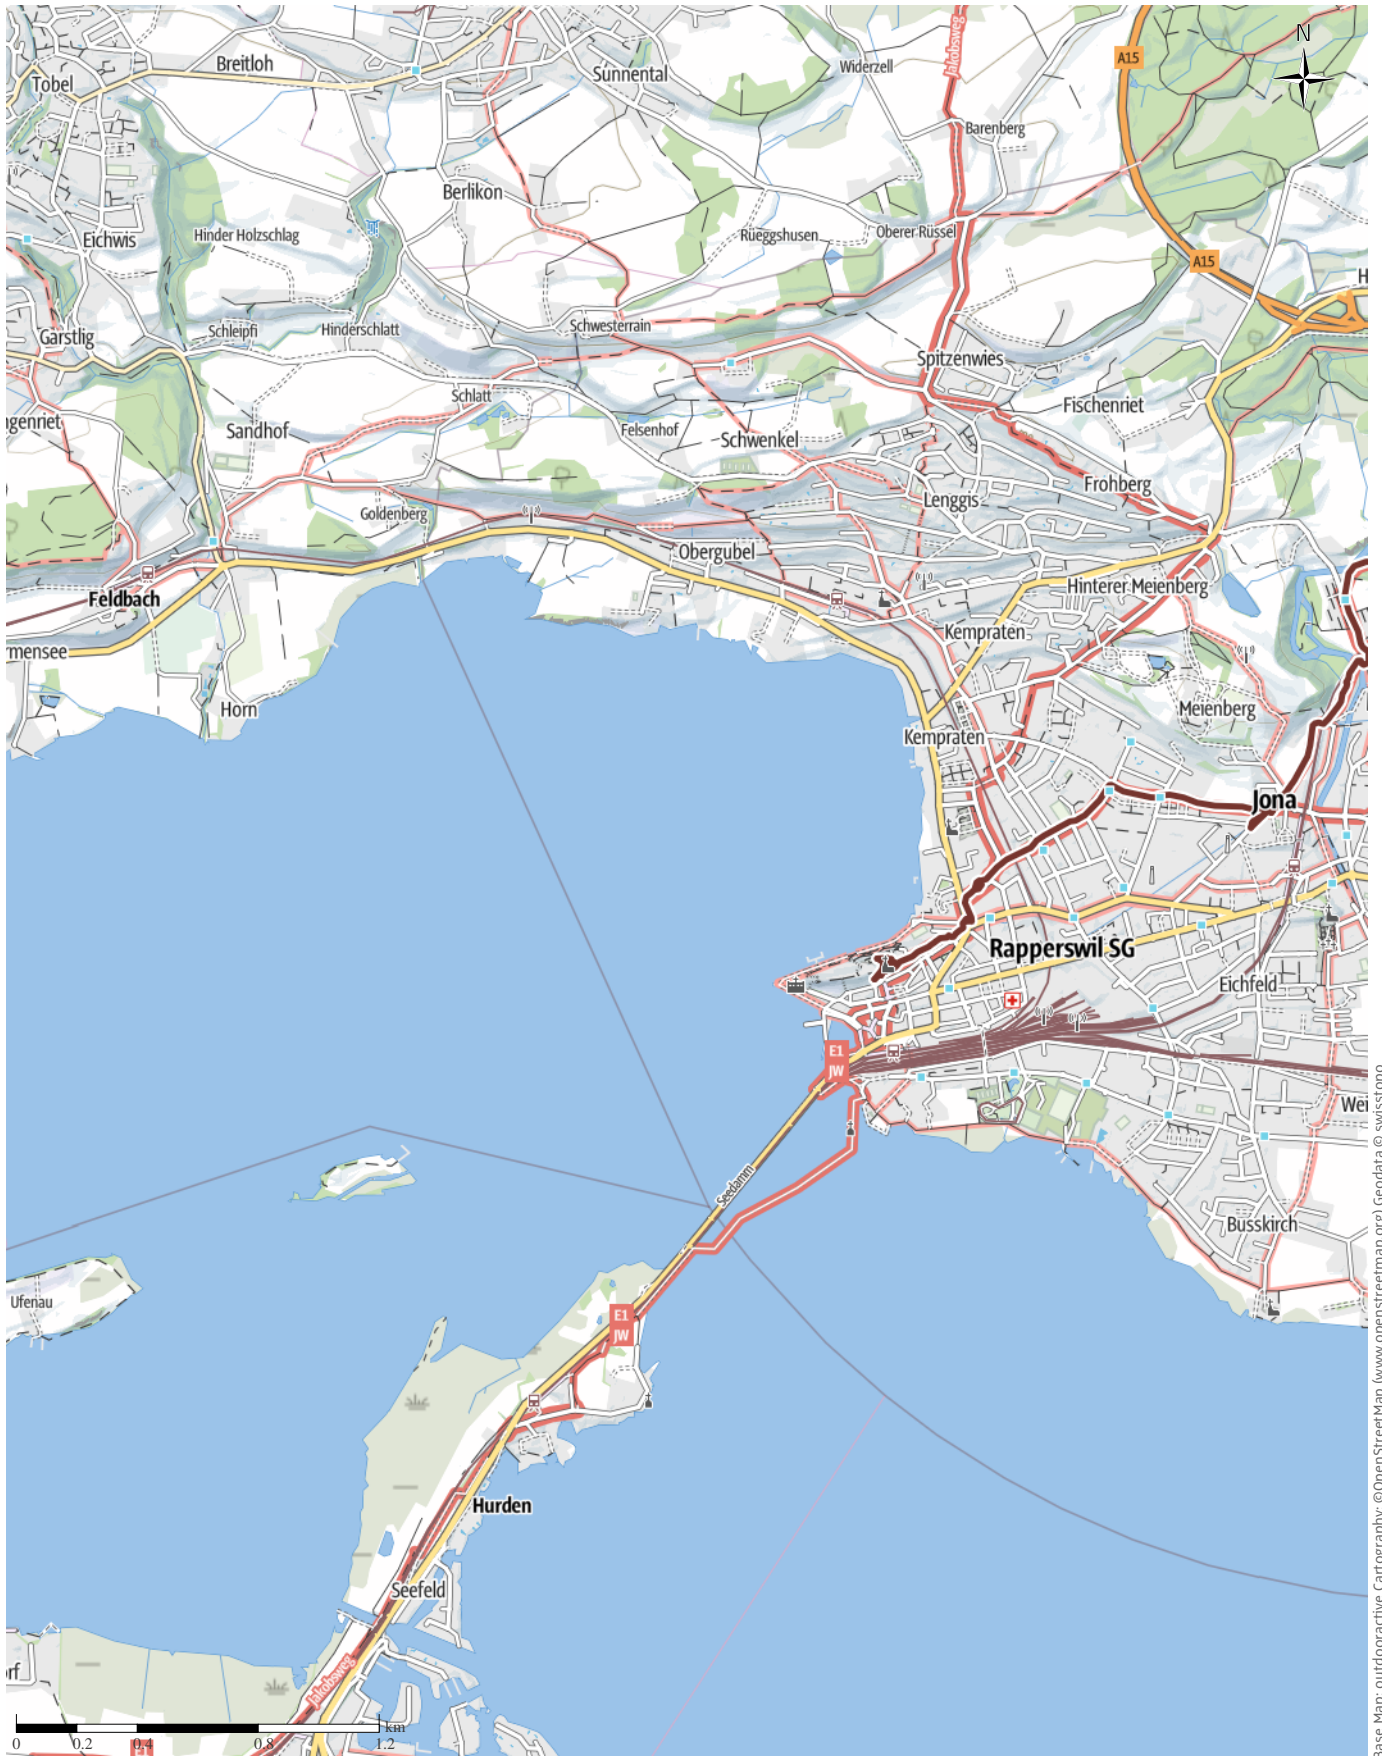 N
Jakobsweg
A15
Breitloh
Sunnental
Widerzell
Tobel
Barenberg
Berlikon
Eichwis
Hinder Holzschlag
Rüeggshusen
Oberer Rüssel
A15
H
Garstlig
Schleipfi
Hinderschlatt
Schwesterrain
Spitzenwies
Schlatt
Fischenriet
genriet
Sandhof
Felsenhof
Schwenkel
Frohberg
Lenggis
Goldenberg
Obergubel
Hinterer Meienberg
Feldbach
Kempraten
rmensee
Horn
Meienberg
Kempraten
Jona
Rapperswil SG
Eichfeld
E1
JW
Wei
Seedamm
Busskirch
Ufenau
E1
JW
Hurden
Seefeld
Jakobsweg
rf
km
0 0.2 0.4 0.8 1.2
Base Map: outdooractive Cartography; ©OpenStreetMap (www.openstreetmap.org) Geodata © swisstopo